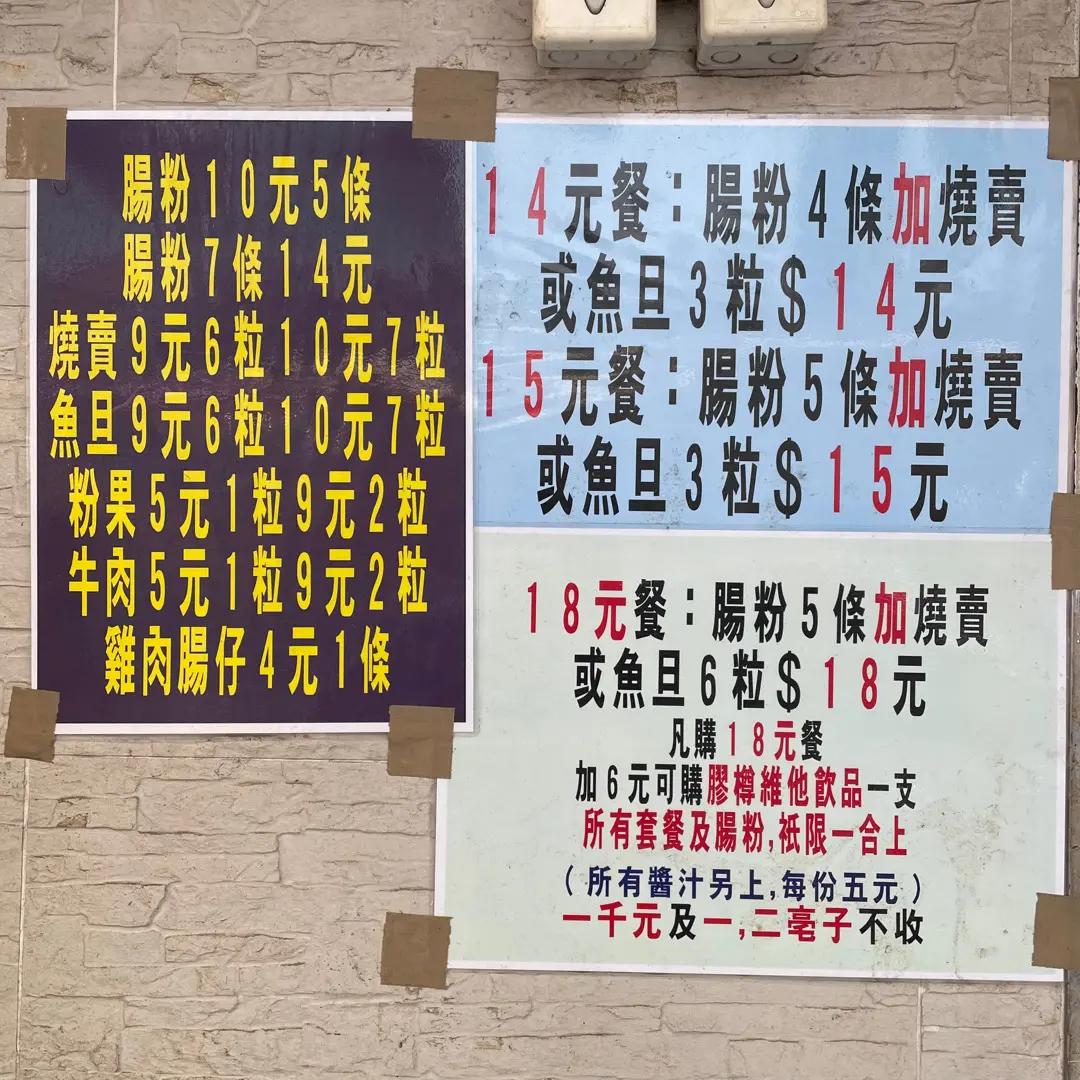 腸粉10元5條
腸粉7條14元
燒賣9元6粒10元7粒
魚旦9元6粒10元7粒
粉果5元1粒9元2粒
牛肉5元1粒9元2粒
雞肉腸仔4元1條
14元餐：腸粉4條加燒賣
或魚旦3粒$14元
15元餐：腸粉5條加燒賣
或魚旦3粒$15元
18元餐：腸粉5條加燒賣
或魚旦6粒$18元
凡購18元餐
加6元可購膠樽維他飲品一支
所有套餐及腸粉,祇限一合上
（所有醬汁另上,每份五元）
一千元及一,二毫子不收